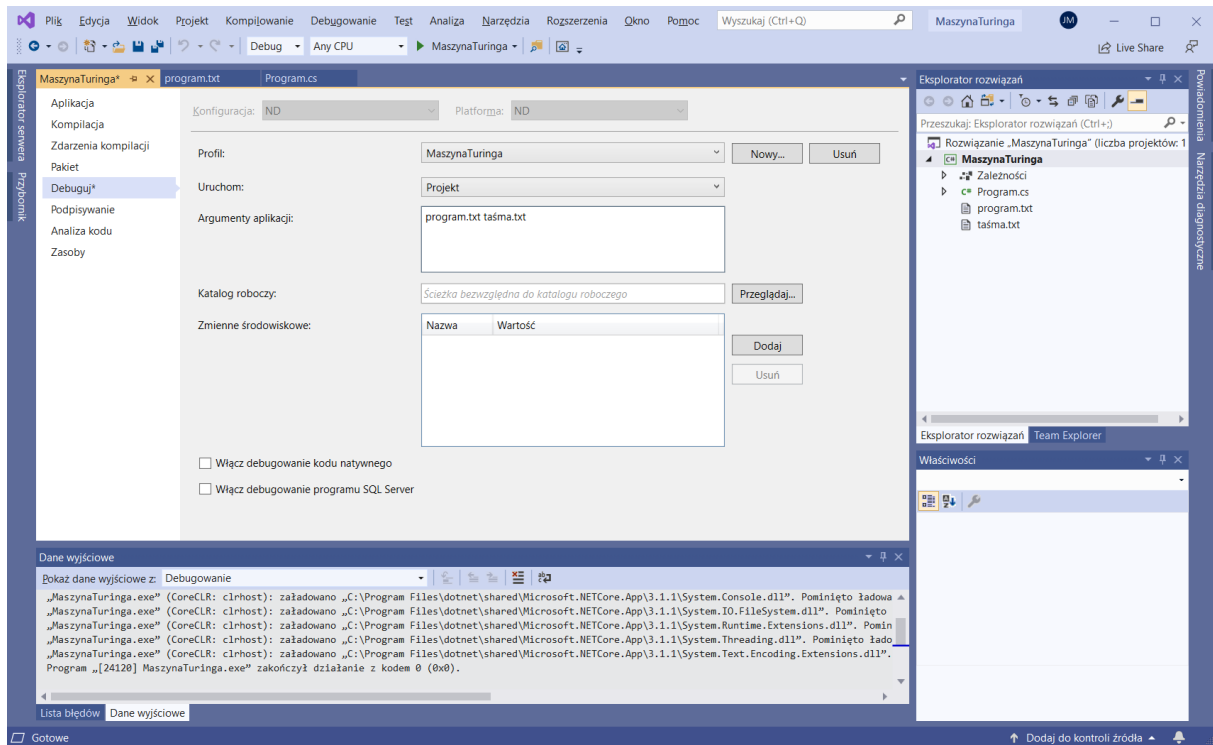 Plik Edycja Widok Projekt Kompilowanie Debugowanie Test Analiza Narzędzia Rozszerzenia Okno Pomoc Wyszukaj (Ctrl+Q) MaszynaTuringa JM
Debug Any CPU MaszynaTuringa Live Share
Eksplorator serwera
Przybornik
MaszynaTuringa* program.txt Program.cs
Aplikacja
Kompilacja
Zdarzenia kompilacji
Pakiet
Debuguj*
Podpisywanie
Analiza kodu
Zasoby
Konfiguracja: ND Platforma: ND
Profil: MaszynaTuringa Nowy... Usuń
Uruchom: Projekt
Argumenty aplikacji: program.txt taśma.txt
Katalog roboczy: Ścieżka bezwzględna do katalogu roboczego Przeglądaj...
Zmienne środowiskowe: Nazwa Wartość
Dodaj
Usuń
Włącz debugowanie kodu natywnego
Włącz debugowanie programu SQL Server
Eksplorator rozwiązań
Przeszukaj: Eksplorator rozwiązań (Ctrl+;)
Rozwiązanie „MaszynaTuringa" (liczba projektów: 1
C# MaszynaTuringa
Zależności
C# Program.cs
program.txt
taśma.txt
Eksplorator rozwiązań Team Explorer
Właściwości
Powiadomienia
Narzędzia diagnostyczne
Dane wyjściowe
Pokaż dane wyjściowe z: Debugowanie
„MaszynaTuringa.exe” (CoreCLR: clrhost): załadowano „C:\Program Files\dotnet\shared\Microsoft.NETCore.App\3.1.1\System.Console.dll”. Pominięto ładowa
„MaszynaTuringa.exe” (CoreCLR: clrhost): załadowano „C:\Program Files\dotnet\shared\Microsoft.NETCore.App\3.1.1\System.IO.FileSystem.dll”. Pominięto
„MaszynaTuringa.exe” (CoreCLR: clrhost): załadowano „C:\Program Files\dotnet\shared\Microsoft.NETCore.App\3.1.1\System.Runtime.Extensions.dll”. Pomin
„MaszynaTuringa.exe” (CoreCLR: clrhost): załadowano „C:\Program Files\dotnet\shared\Microsoft.NETCore.App\3.1.1\System.Threading.dll”. Pominięto łado
„MaszynaTuringa.exe” (CoreCLR: clrhost): załadowano „C:\Program Files\dotnet\shared\Microsoft.NETCore.App\3.1.1\System.Text.Encoding.Extensions.dll”.
Program „[24120] MaszynaTuringa.exe” zakończył działanie z kodem 0 (0x0).
Lista błędów Dane wyjściowe
Gotowe Dodaj do kontroli źródła